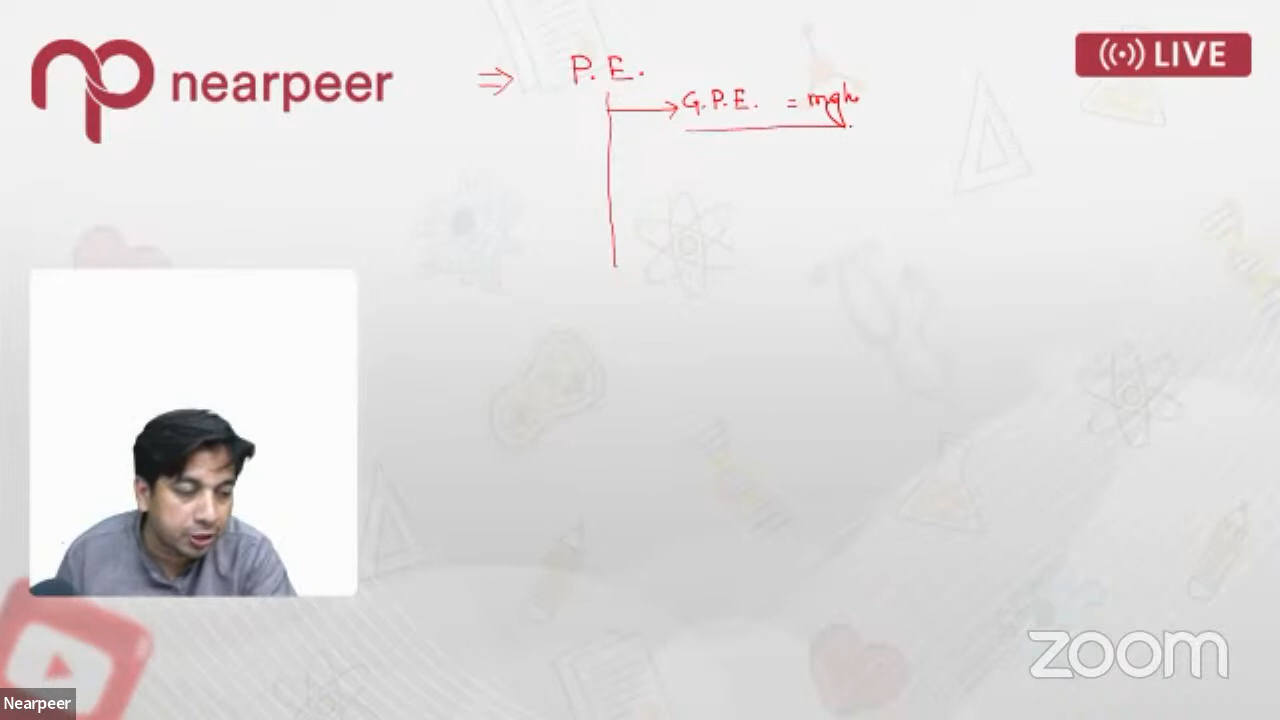 nearpeer
LIVE
⇒ P.E.
→ G.P.E. = mgh
zoom
Nearpeer